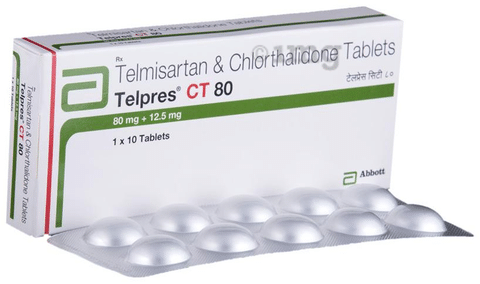 Rx
Telmisartan & Chlorthalidone Tablets
Telpres® CT 80
टेलप्रेस सिटी ८०
80 mg + 12.5 mg
1 x 10 Tablets
Abbott
Telmisartan & Chlorthalidone Tablets
Telpres® CT 80
1mg